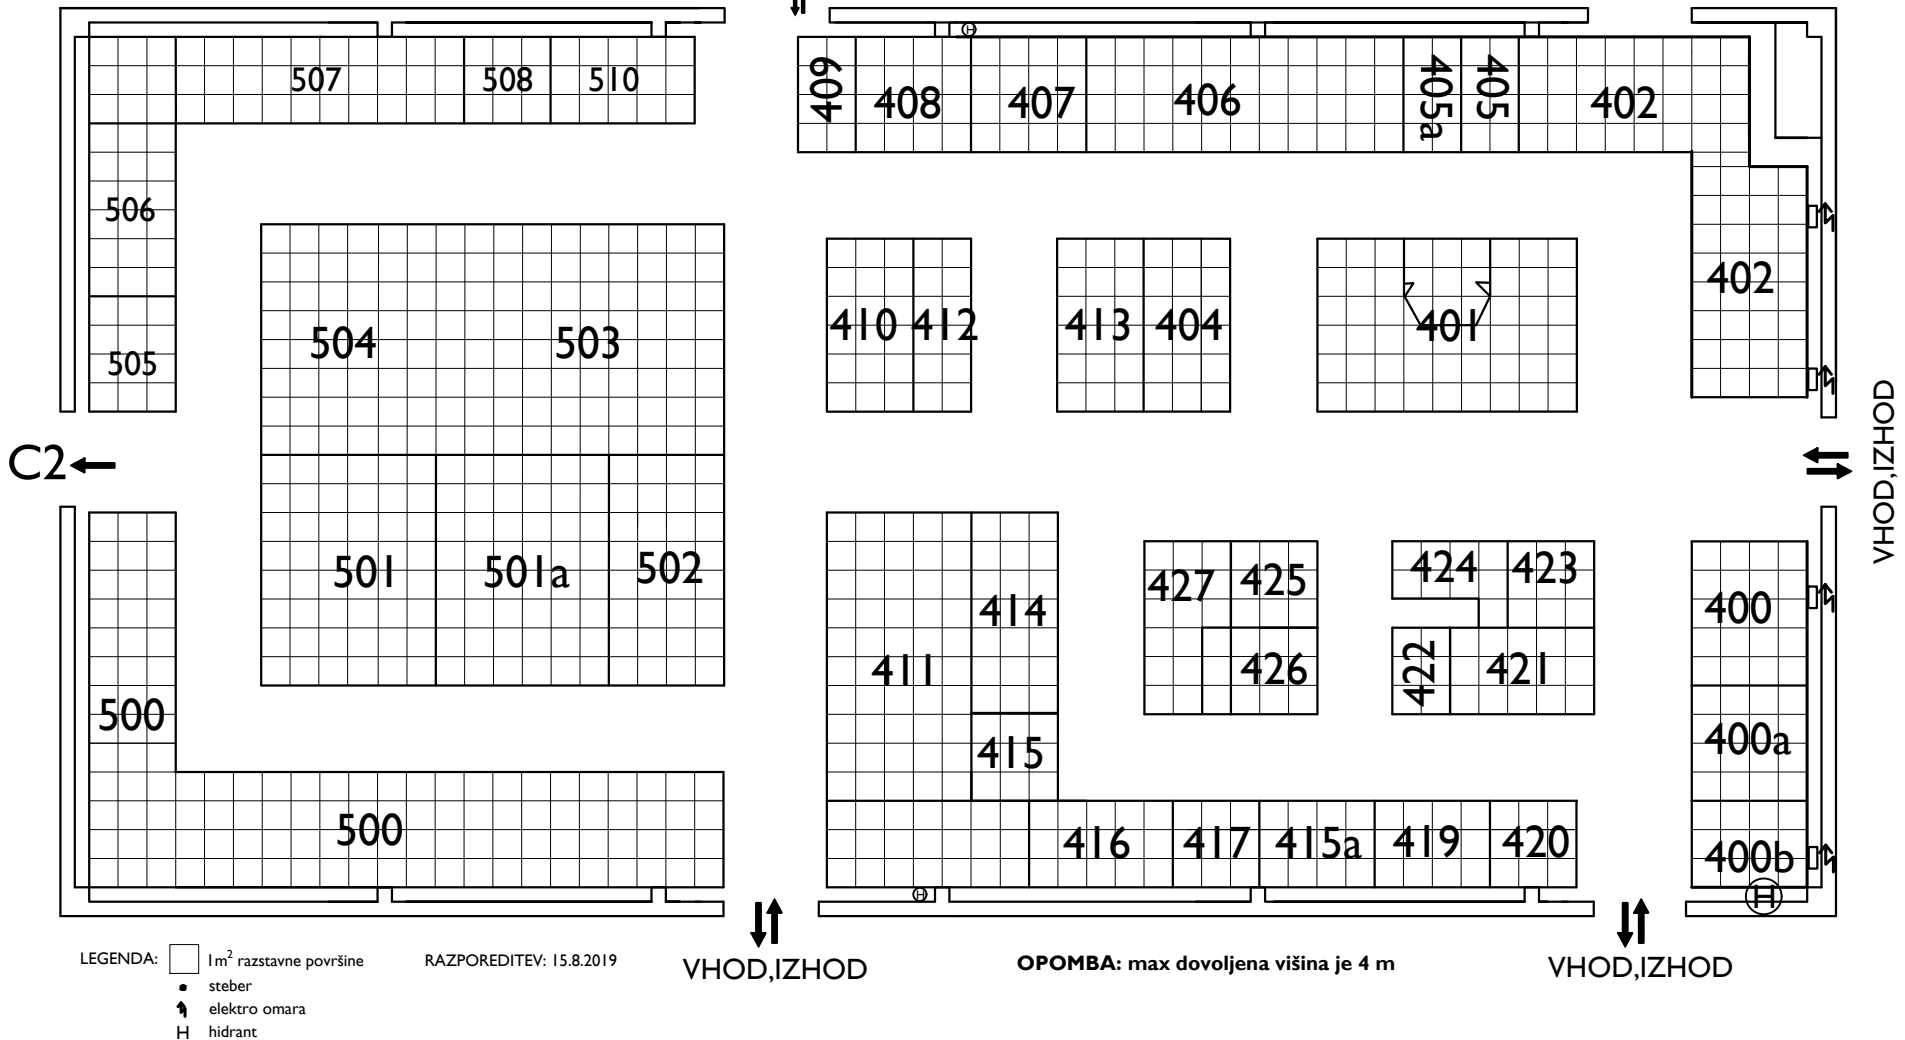 H
507
508
510
409
408
407
406
405a
405
402
506
505
504
503
410
412
413
404
401
402
C2
VHOD,IZHOD
501
501a
502
414
411
427
425
424
423
400
426
422
421
500
415
400a
500
416
417
415a
419
420
400b
H
H
LEGENDA: 1m² razstavne površine
RAZPOREDITEV: 15.8.2019
VHOD,IZHOD
OPOMBA: max dovoljena višina je 4 m
VHOD,IZHOD
steber
elektro omara
H hidrant